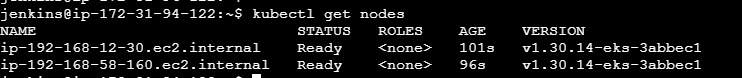 jenkins@ip-172-31-94-122:~$ kubectl get nodes
NAME STATUS ROLES AGE VERSION
ip-192-168-12-30.ec2.internal Ready <none> 101s v1.30.14-eks-3abbec1
ip-192-168-58-160.ec2.internal Ready <none> 96s v1.30.14-eks-3abbec1